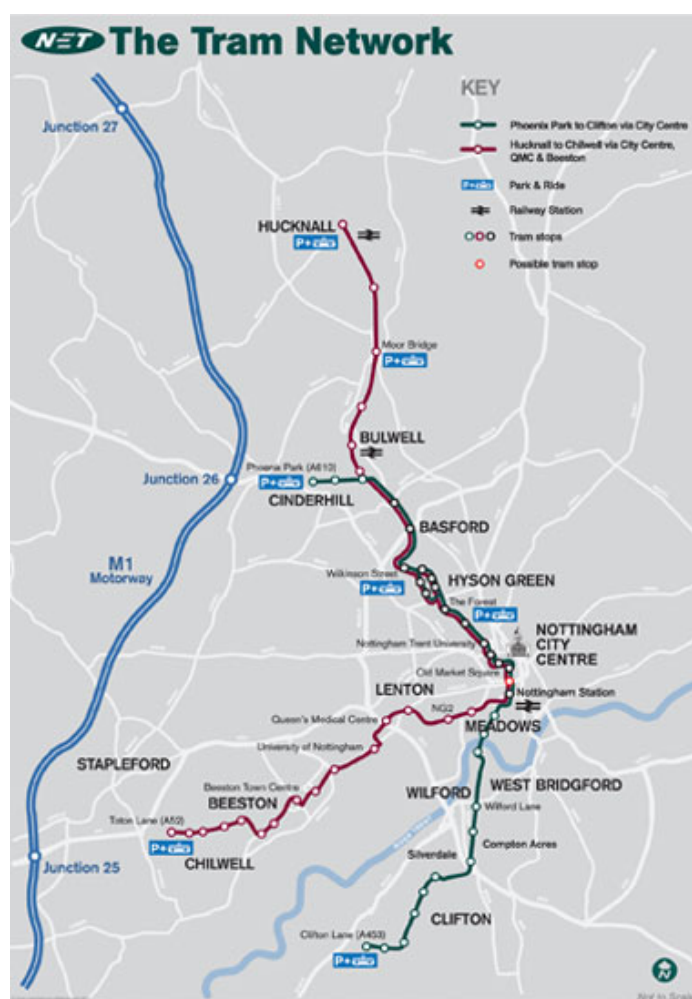 NET The Tram Network
KEY
Phoenix Park to Clifton via City Centre
Hucknall to Chilwell via City Centre,
QMC & Beeston
P+ Park & Ride
Railway Station
Tram stops
Possible tram stop
Junction 27
HUCKNALL
P+
Moor Bridge
P+
BULWELL
Phoenix Park (A610)
Junction 26
P+
CINDERHILL
BASFORD
M1
Motorway
Wilkinson Street
HYSON GREEN
P+
The Forest
P+
NOTTINGHAM
CITY
CENTRE
Nottingham Trent University
Old Market Square
LENTON
Nottingham Station
NG2
Queen's Medical Centre
MEADOWS
University of Nottingham
STAPLEFORD
Beeston Town Centre
WEST BRIDGFORD
WILFORD
BEESTON
Wilford Lane
Toton Lane (A52)
P+
Compton Acres
Silverdale
CHILWELL
Junction 25
CLIFTON
Clifton Lane (A453)
P+
Not to Scale